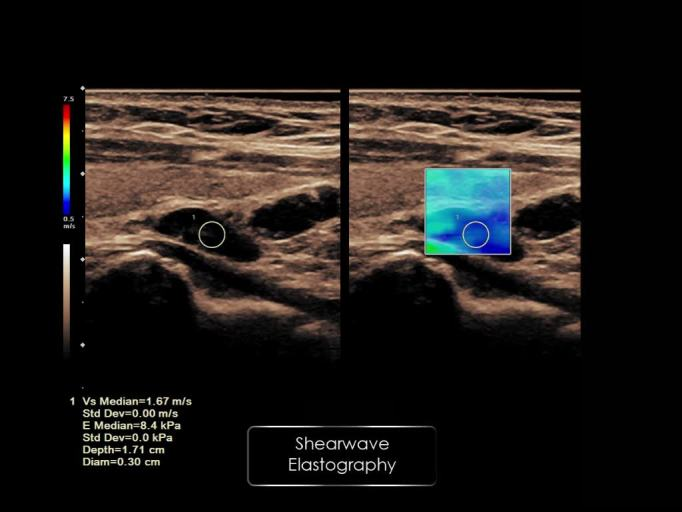 7.5
0.5
m/s
1
1
1 Vs Median=1.67 m/s
Std Dev=0.00 m/s
E Median=8.4 kPa
Std Dev=0.0 kPa
Depth=1.71 cm
Diam=0.30 cm
Shearwave
Elastography